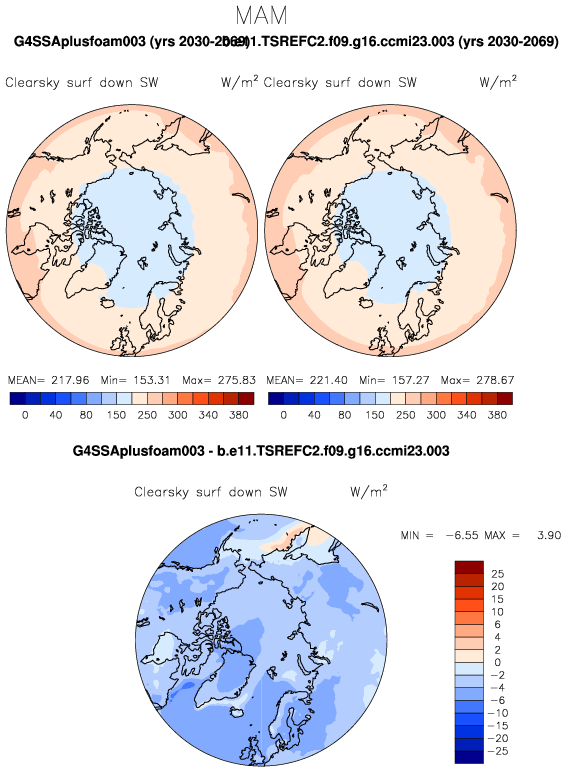 MAM
G4SSAplusfoam003 (yrs 2030-2069) b.e11.TSREFC2.f09.g16.ccmi23.003 (yrs 2030-2069)
Clearsky surf down SW W/m² Clearsky surf down SW W/m²
MEAN= 217.96 Min= 153.31 Max= 275.83 MEAN= 221.40 Min= 157.27 Max= 278.67
0 40 80 150 250 300 340 380 0 40 80 150 250 300 340 380
G4SSAplusfoam003 - b.e11.TSREFC2.f09.g16.ccmi23.003
Clearsky surf down SW W/m²
MIN = -6.55 MAX = 3.90
25
20
15
10
6
4
2
0
-2
-4
-6
-10
-15
-20
-25